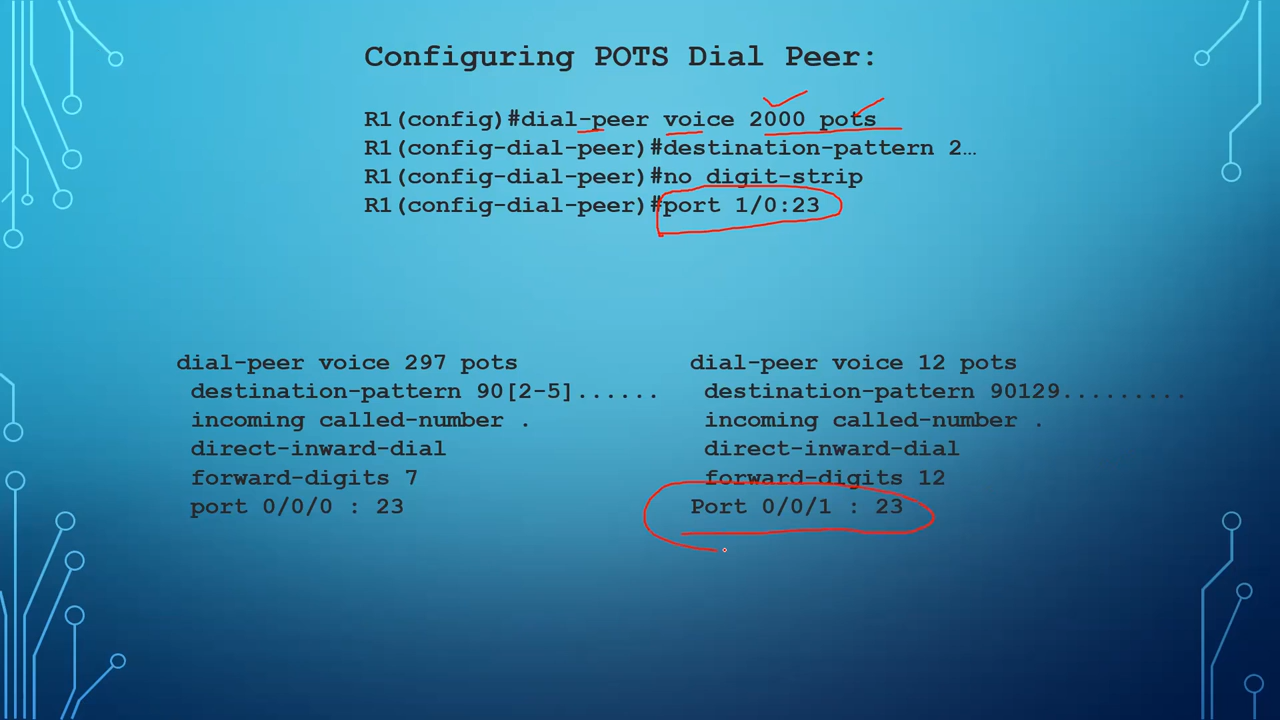 Configuring POTS Dial Peer:
R1(config)#dial-peer voice 2000 pots
R1(config-dial-peer)#destination-pattern 2…
R1(config-dial-peer)#no digit-strip
R1(config-dial-peer)#port 1/0:23
dial-peer voice 297 pots
destination-pattern 90[2-5]......
incoming called-number .
direct-inward-dial
forward-digits 7
port 0/0/0 : 23
dial-peer voice 12 pots
destination-pattern 90129.........
incoming called-number .
direct-inward-dial
forward-digits 12
Port 0/0/1 : 23